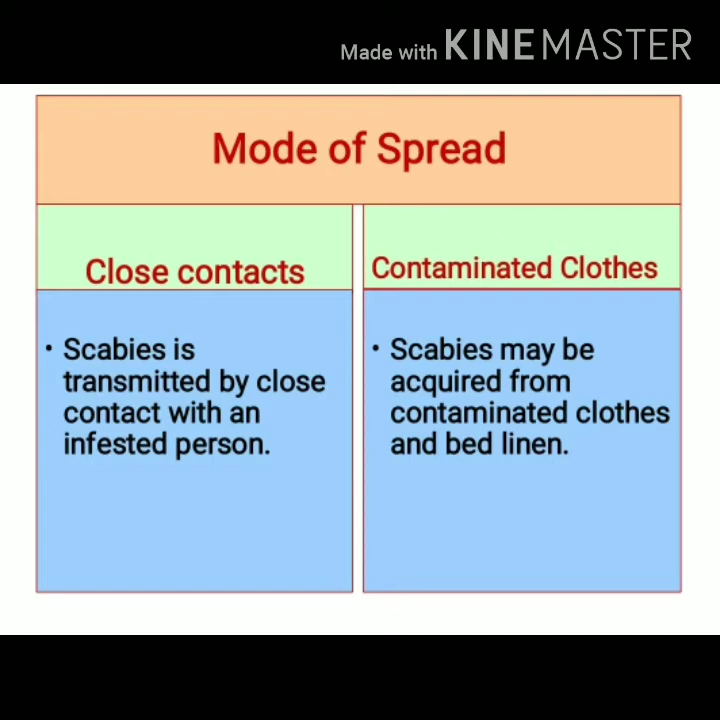 Made with KINEMASTER
Mode of Spread
Close contacts
• Scabies is
transmitted by close
contact with an
infested person.
Contaminated Clothes
• Scabies may be
acquired from
contaminated clothes
and bed linen.